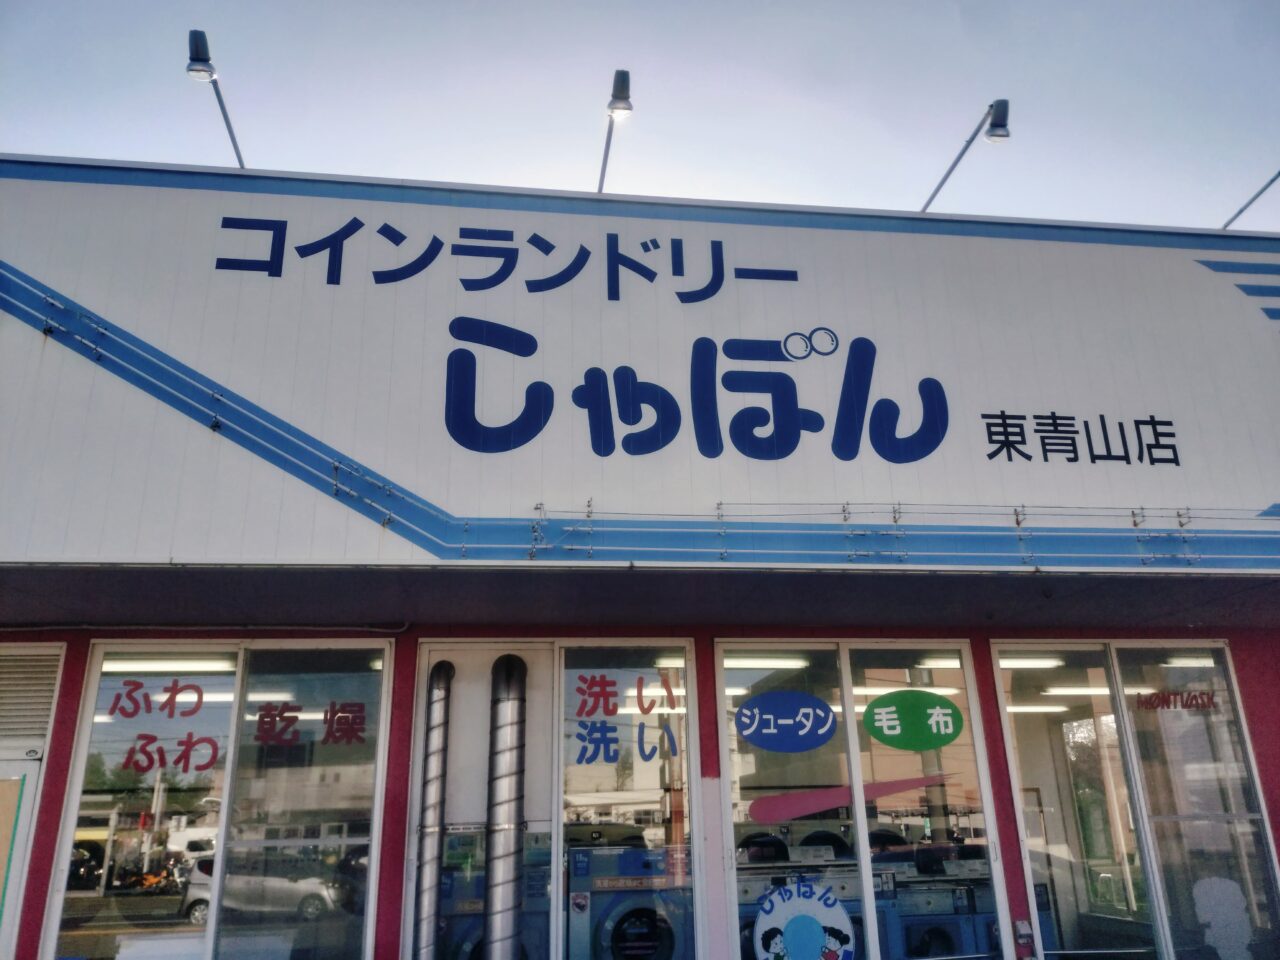 コインランドリー
しゃぼん
東青山店
ふわ
ふわ
乾燥
洗い
洗い
ジュータン
毛布
MØNTVASK
しゃぼん